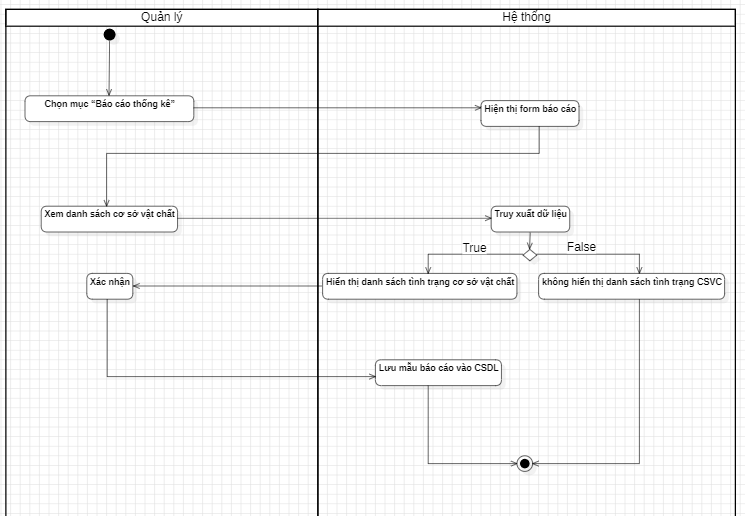 Quản lý
Hệ thống
Chọn mục “Báo cáo thống kê”
Hiện thị form báo cáo
Xem danh sách cơ sở vật chất
Truy xuất dữ liệu
True
False
Xác nhận
Hiển thị danh sách tình trạng cơ sở vật chất
không hiển thị danh sách tình trạng CSVC
Lưu mẫu báo cáo vào CSDL